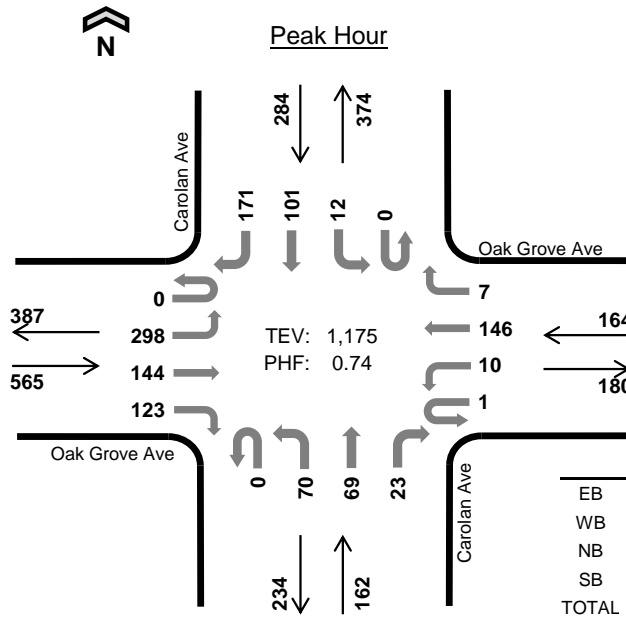 N
Peak Hour
Carolan Ave
284
374
171
101
12
0
Oak Grove Ave
0
7
387
298
TEV: 1,175
146
164
565
144
PHF: 0.74
10
180
123
1
Oak Grove Ave
0
70
69
23
Carolan Ave
234
162
EB
WB
NB
SB
TOTAL